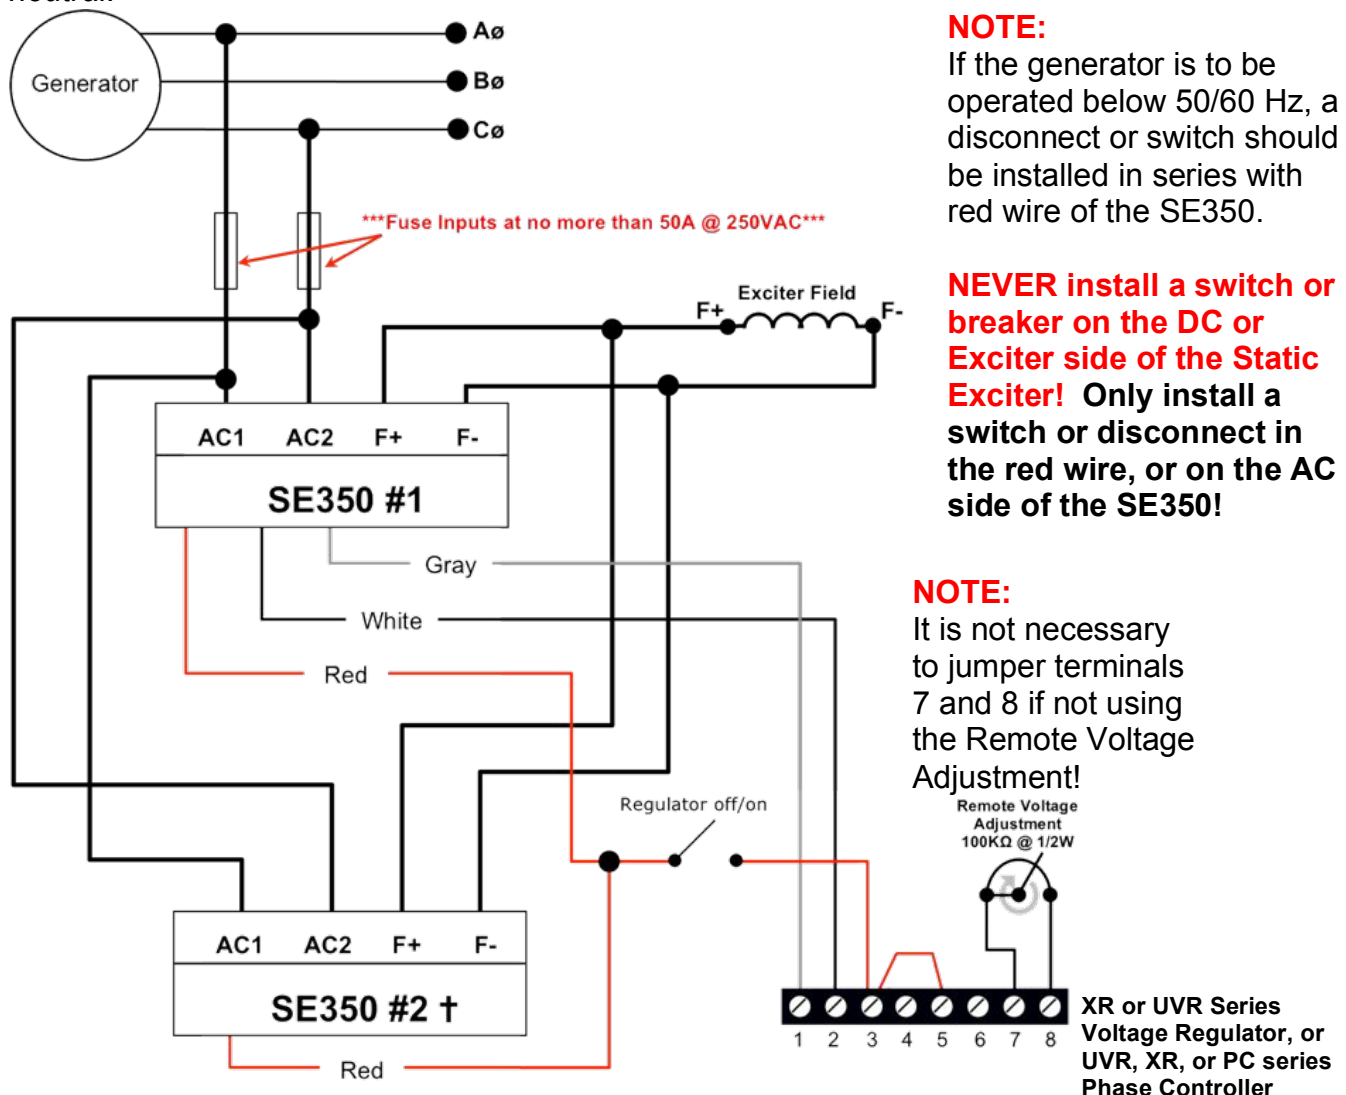 Generator
Aø
Bø
Cø
***Fuse Inputs at no more than 50A @ 250VAC***
Exciter Field
F+
F-
AC1 AC2 F+ F-
SE350 #1
Gray
White
Red
Regulator off/on
AC1 AC2 F+ F-
SE350 #2 †
Red
NOTE:
If the generator is to be
operated below 50/60 Hz, a
disconnect or switch should
be installed in series with
red wire of the SE350.
NEVER install a switch or
breaker on the DC or
Exciter side of the Static
Exciter! Only install a
switch or disconnect in
the red wire, or on the AC
side of the SE350!
NOTE:
It is not necessary
to jumper terminals
7 and 8 if not using
the Remote Voltage
Adjustment!
Remote Voltage
Adjustment
100KΩ @ 1/2W
1 2 3 4 5 6 7 8
XR or UVR Series
Voltage Regulator, or
UVR, XR, or PC series
Phase Controller